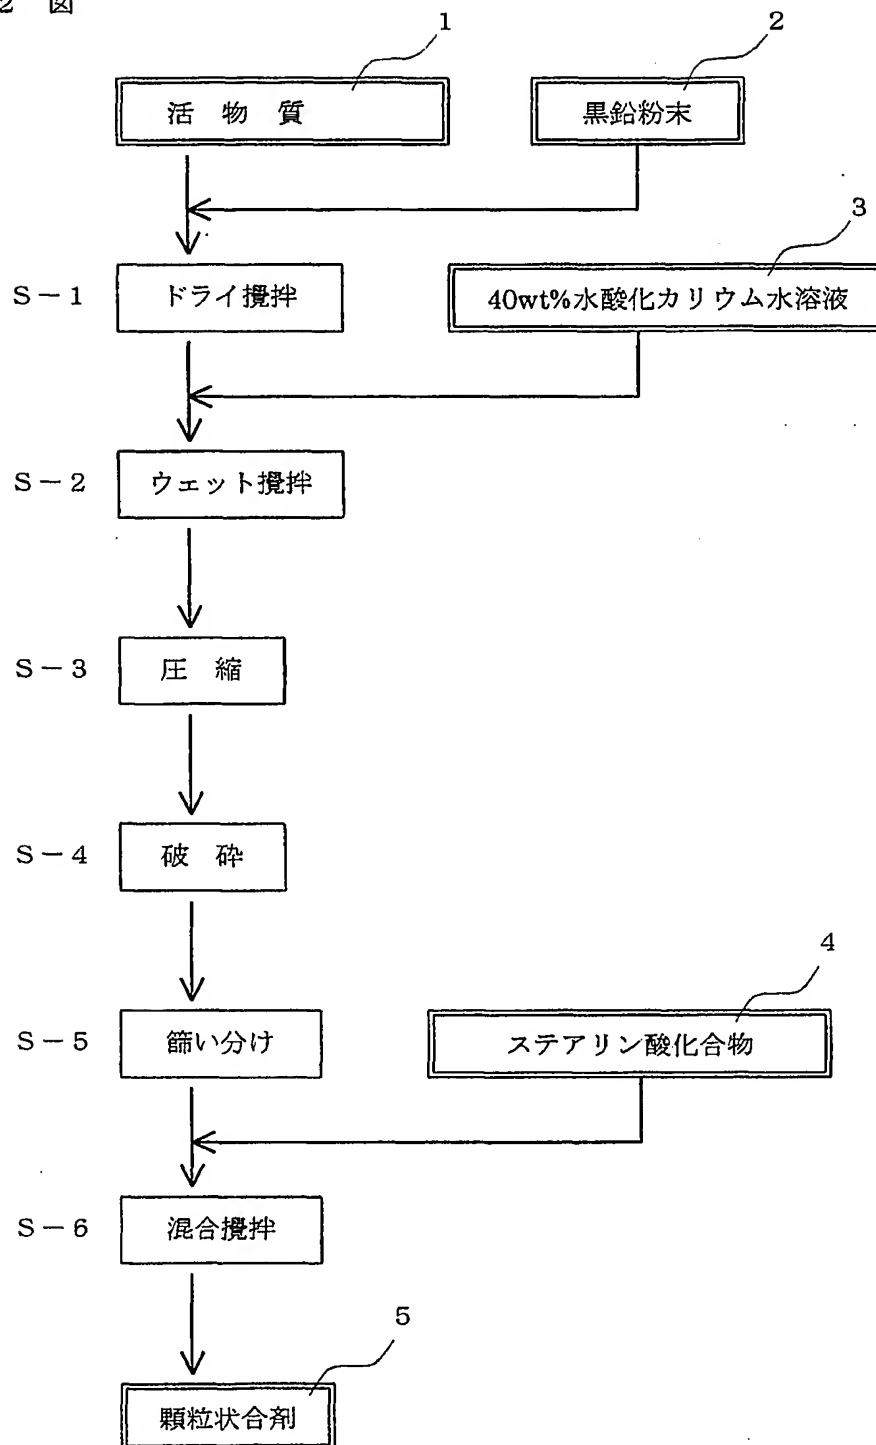 2 図
1
2
活 物 質
黒鉛粉末
3
S-1
ドライ攪拌
40wt%水酸化カリウム水溶液
S-2
ウェット攪拌
S-3
圧 縮
S-4
破 砕
4
S-5
篩い分け
ステアリン酸化合物
S-6
混合攪拌
5
顆粒状合剤